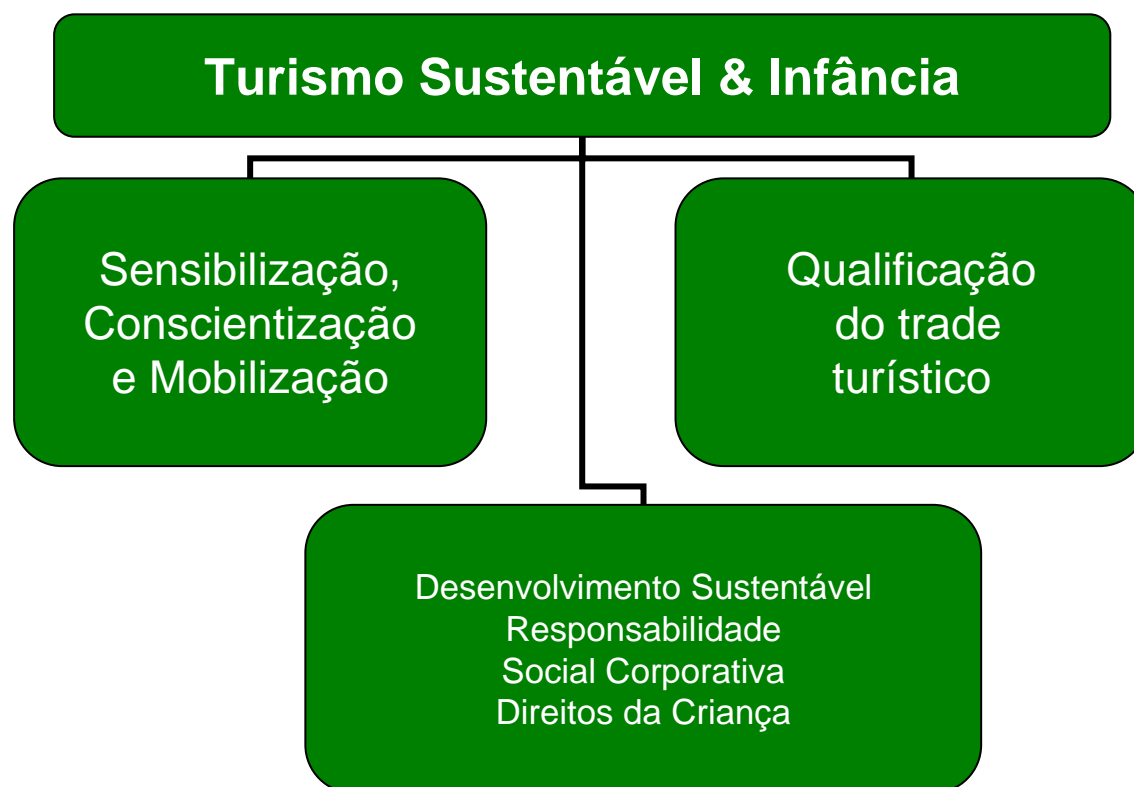 Turismo Sustentável & Infância
Sensibilização,
Conscientização
e Mobilização
Qualificação
do trade
turístico
Desenvolvimento Sustentável
Responsabilidade
Social Corporativa
Direitos da Criança